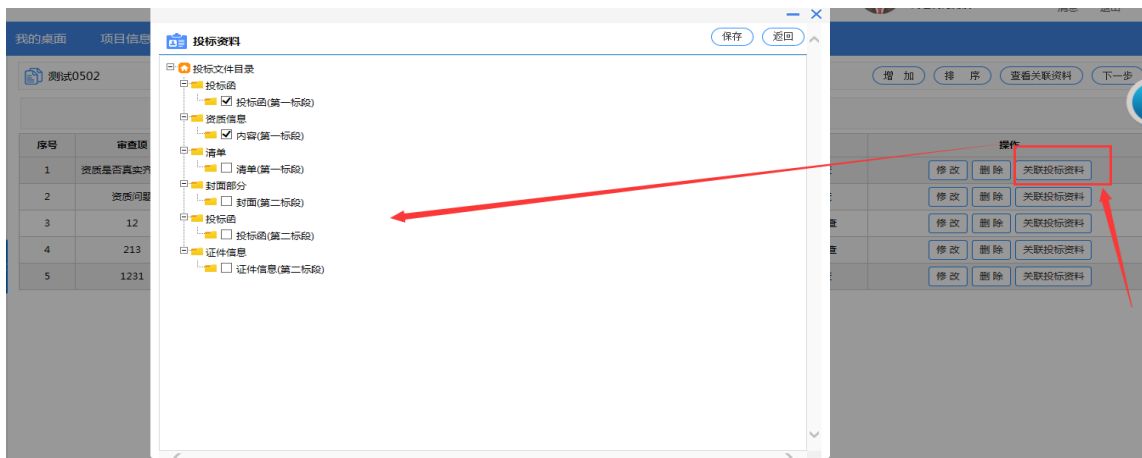 我的桌面 项目信息
测试0502
增 加 排 序 查看关联资料 下一步
投标资料
保存 返回
投标文件目录
投标函
投标函(第一标段)
资质信息
内容(第一标段)
清单
清单(第一标段)
封面部分
封面(第二标段)
投标函
投标函(第二标段)
证件信息
证件信息(第二标段)
序号 审查项 操作
1 资质是否真实齐 修 改 删 除 关联投标资料
2 资质问题 修 改 删 除 关联投标资料
3 12 查 修 改 删 除 关联投标资料
4 213 查 修 改 删 除 关联投标资料
5 1231 修 改 删 除 关联投标资料